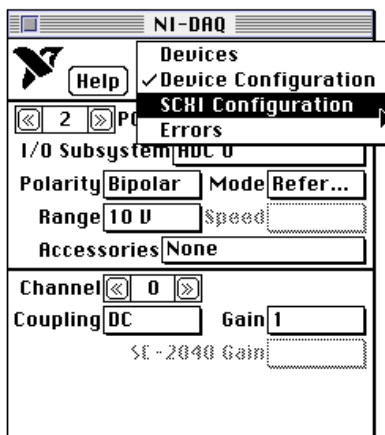 NI-DAQ
Devices
Help ✓Device Configuration
SCXI Configuration
2 Errors
I/O Subsystem ADC 0
Polarity Bipolar Mode Refer...
Range 10 V Speed
Accessories None
Channel 0
Coupling DC Gain 1
SC-2040 Gain